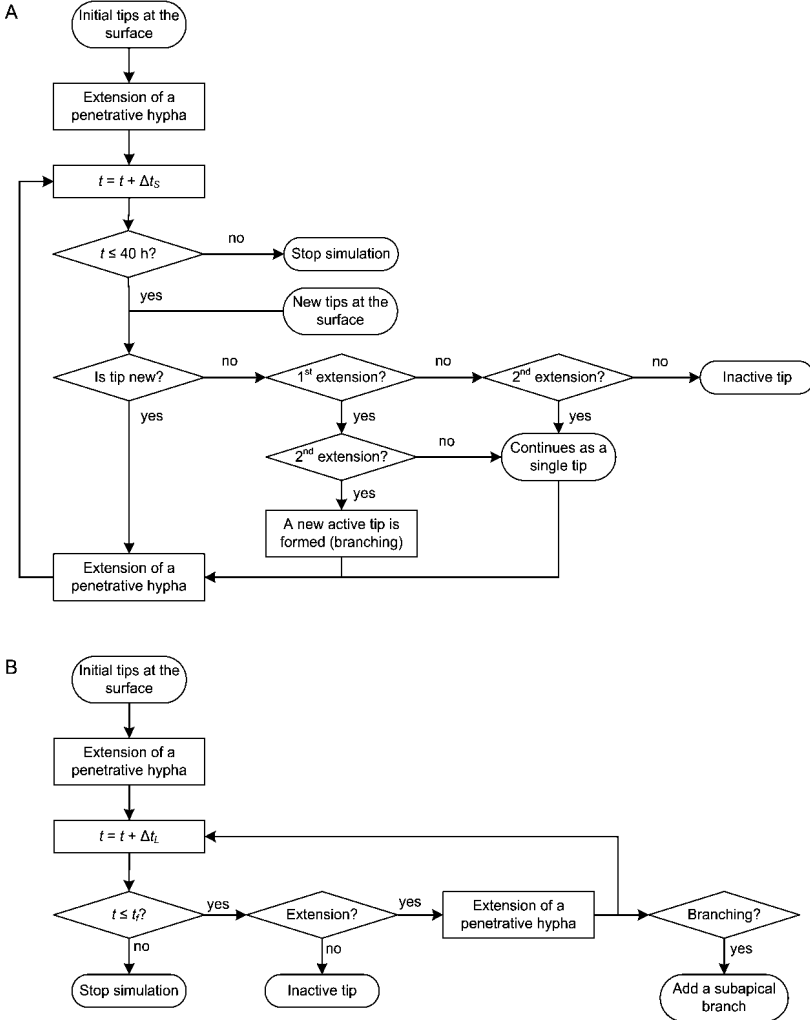 A
Initial tips at the
surface
Extension of a
penetrative hypha
t = t + ΔtS
t ≤ 40 h?
no
Stop simulation
yes
New tips at the
surface
Is tip new?
no
1st extension?
no
2nd extension?
no
Inactive tip
yes
yes
yes
2nd extension?
no
Continues as a
single tip
yes
A new active tip is
formed (branching)
Extension of a
penetrative hypha
B
Initial tips at the
surface
Extension of a
penetrative hypha
t = t + ΔtL
t ≤ tf?
yes
Extension?
yes
Extension of a
penetrative hypha
Branching?
no
no
yes
Stop simulation
Inactive tip
Add a subapical
branch